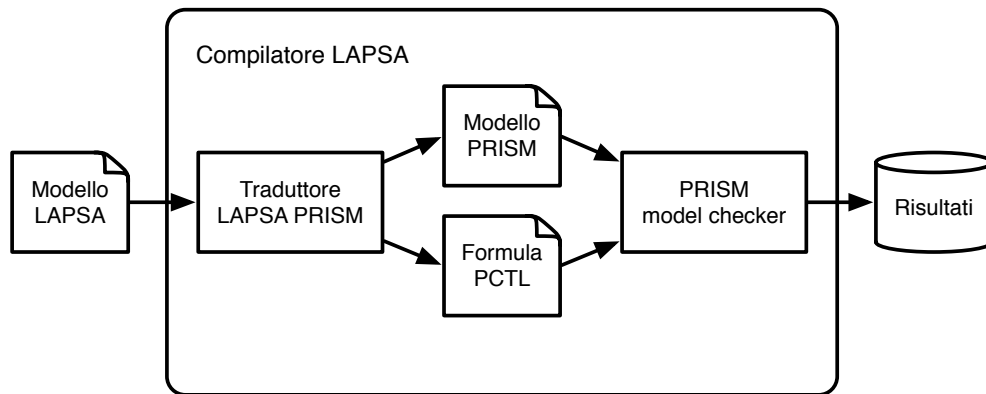 Compilatore LAPSA
Modello
LAPSA
Traduttore
LAPSA PRISM
Modello
PRISM
Formula
PCTL
PRISM
model checker
Risultati